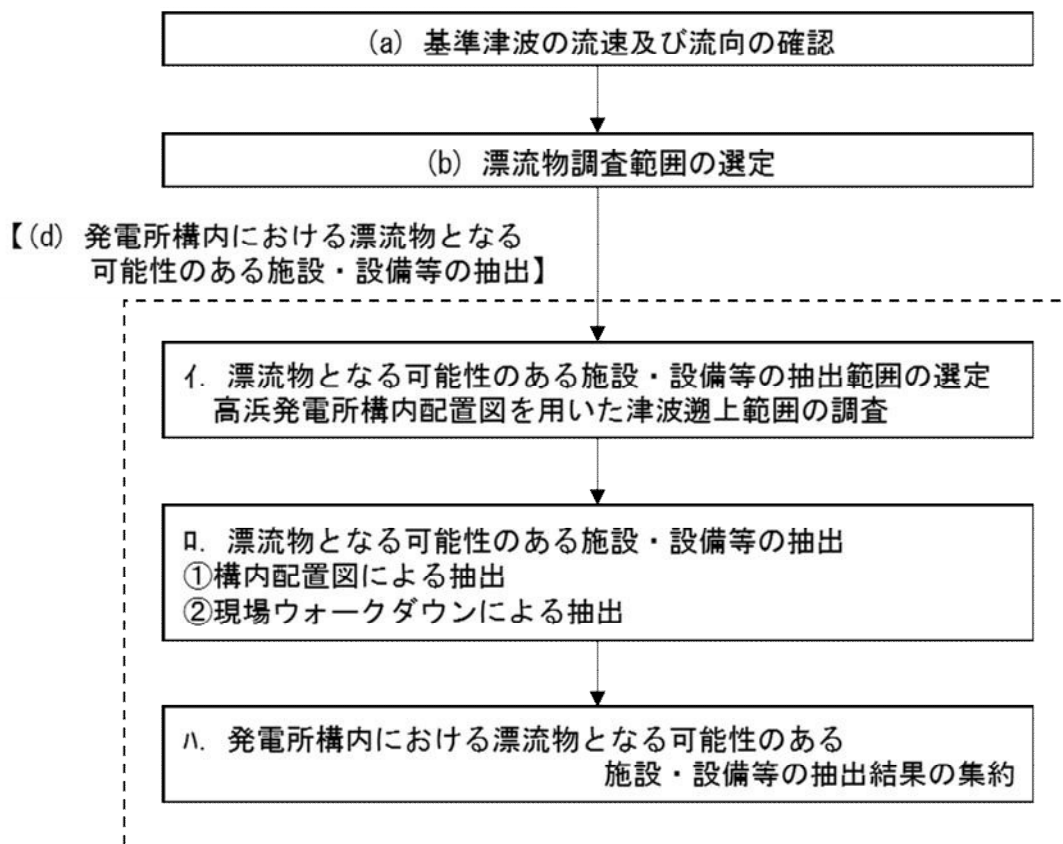 (a) 基準津波の流速及び流向の確認
(b) 漂流物調査範囲の選定
【(d) 発電所構内における漂流物となる
可能性のある施設・設備等の抽出】
ｲ. 漂流物となる可能性のある施設・設備等の抽出範囲の選定
高浜発電所構内配置図を用いた津波遡上範囲の調査
ﾛ. 漂流物となる可能性のある施設・設備等の抽出
①構内配置図による抽出
②現場ウォークダウンによる抽出
ﾊ. 発電所構内における漂流物となる可能性のある
施設・設備等の抽出結果の集約